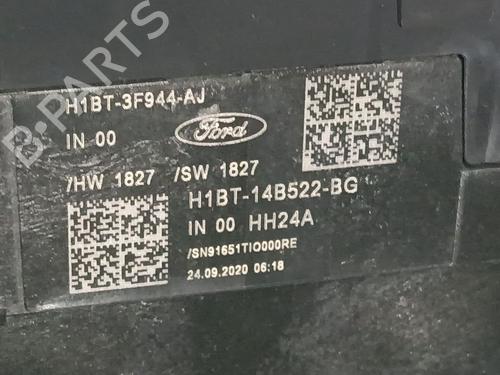 B-PARTS
H1BT-3F944-AJ
IN 00
Ford
/HW 1827 /SW 1827
H1BT-14B522-BG
IN 00 HH24A
/SN91651TIO000RE
24.09.2020 06:18